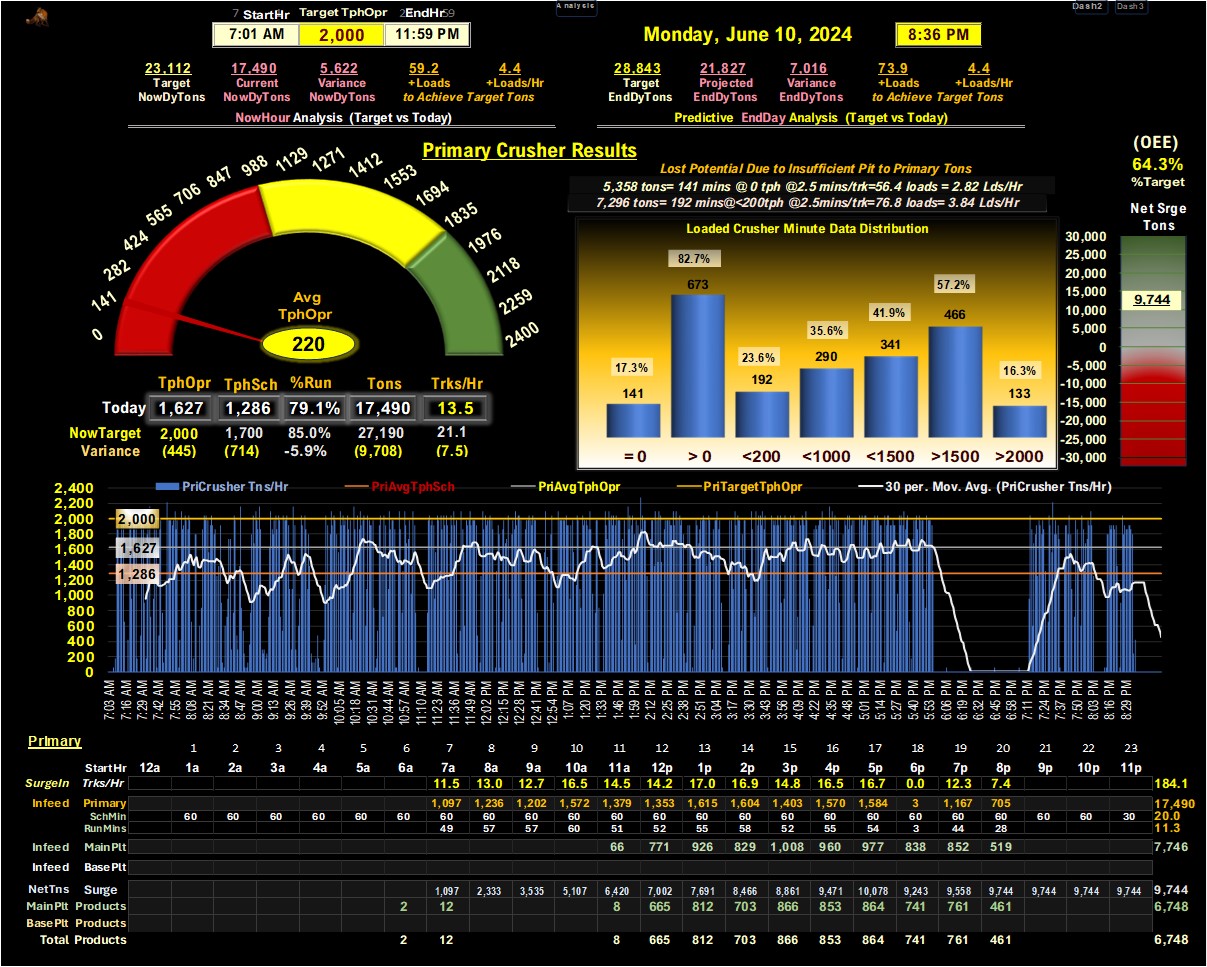 Analysis
Dash2 Dash3
7 StartHr Target TphOpr EndHr 59
7:01 AM 2,000 11:59 PM
Monday, June 10, 2024 8:36 PM
23,112 17,490 5,622 59.2 4.4
Target Current Variance +Loads +Loads/Hr
NowDyTons NowDyTons NowDyTons to Achieve Target Tons
NowHour Analysis (Target vs Today)
28,843 21,827 7,016 73.9 4.4
Target Projected Variance +Loads +Loads/Hr
EndDyTons EndDyTons EndDyTons to Achieve Target Tons
Predictive EndDay Analysis (Target vs Today)
Primary Crusher Results
(OEE)
64.3%
%Target
Lost Potential Due to Insufficient Pit to Primary Tons
5,358 tons= 141 mins @ 0 tph @2.5 mins/trk=56.4 loads = 2.82 Lds/Hr
7,296 tons= 192 mins@<200tph @2.5mins/trk=76.8 loads= 3.84 Lds/Hr
0 141 282 424 565 706 847 988 1129 1271 1412 1553 1694 1835 1976 2118 2259 2400
Avg
TphOpr
220
TphOpr TphSch %Run Tons Trks/Hr
Today 1,627 1,286 79.1% 17,490 13.5
NowTarget 2,000 1,700 85.0% 27,190 21.1
Variance (445) (714) -5.9% (9,708) (7.5)
Loaded Crusher Minute Data Distribution
17.3% 82.7% 23.6% 35.6% 41.9% 57.2% 16.3%
141 673 192 290 341 466 133
= 0 > 0 <200 <1000 <1500 >1500 >2000
Net Srge
Tons
30,000
25,000
20,000
15,000
10,000
5,000
0
-5,000
-10,000
-15,000
-20,000
-25,000
-30,000
9,744
PriCrusher Tns/Hr PriAvgTphSch PriAvgTphOpr PriTargetTphOpr 30 per. Mov. Avg. (PriCrusher Tns/Hr)
2,400
2,200
2,000
1,800
1,600
1,400
1,200
1,000
800
600
400
200
0
2,000
1,627
1,286
7:03 AM 7:16 AM 7:29 AM 7:42 AM 7:55 AM 8:08 AM 8:21 AM 8:34 AM 8:47 AM 9:00 AM 9:13 AM 9:26 AM 9:39 AM 9:52 AM 10:05 AM 10:18 AM 10:31 AM 10:44 AM 10:57 AM 11:10 AM 11:23 AM 11:36 AM 11:49 AM 12:02 PM 12:15 PM 12:28 PM 12:41 PM 12:54 PM 1:07 PM 1:20 PM 1:33 PM 1:46 PM 1:59 PM 2:12 PM 2:25 PM 2:38 PM 2:51 PM 3:04 PM 3:17 PM 3:30 PM 3:43 PM 3:56 PM 4:09 PM 4:22 PM 4:35 PM 4:48 PM 5:01 PM 5:14 PM 5:27 PM 5:40 PM 5:53 PM 6:06 PM 6:19 PM 6:32 PM 6:45 PM 6:58 PM 7:11 PM 7:24 PM 7:37 PM 7:50 PM 8:03 PM 8:16 PM 8:29 PM
Primary
1 2 3 4 5 6 7 8 9 10 11 12 13 14 15 16 17 18 19 20 21 22 23
StartHr 12a 1a 2a 3a 4a 5a 6a 7a 8a 9a 10a 11a 12p 1p 2p 3p 4p 5p 6p 7p 8p 9p 10p 11p
SurgeIn Trks/Hr 11.5 13.0 12.7 16.5 14.5 14.2 17.0 16.9 14.8 16.5 16.7 0.0 12.3 7.4 184.1
Infeed Primary 1,097 1,236 1,202 1,572 1,379 1,353 1,615 1,604 1,403 1,570 1,584 3 1,167 705 17,490
SchMin 60 60 60 60 60 60 60 60 60 60 60 60 60 60 60 60 60 60 60 60 60 60 30 20.0
RunMins 49 57 57 60 51 52 55 58 52 55 54 3 44 28 11.3
Infeed MainPlt 66 771 926 829 1,008 960 977 838 852 519 7,746
Infeed BasePlt
NetTns Surge 1,097 2,333 3,535 5,107 6,420 7,002 7,691 8,466 8,861 9,471 10,078 9,243 9,558 9,744 9,744 9,744 9,744 9,744
MainPlt Products 2 12 8 665 812 703 866 853 864 741 761 461 6,748
BasePlt Products
Total Products 2 12 8 665 812 703 866 853 864 741 761 461 6,748